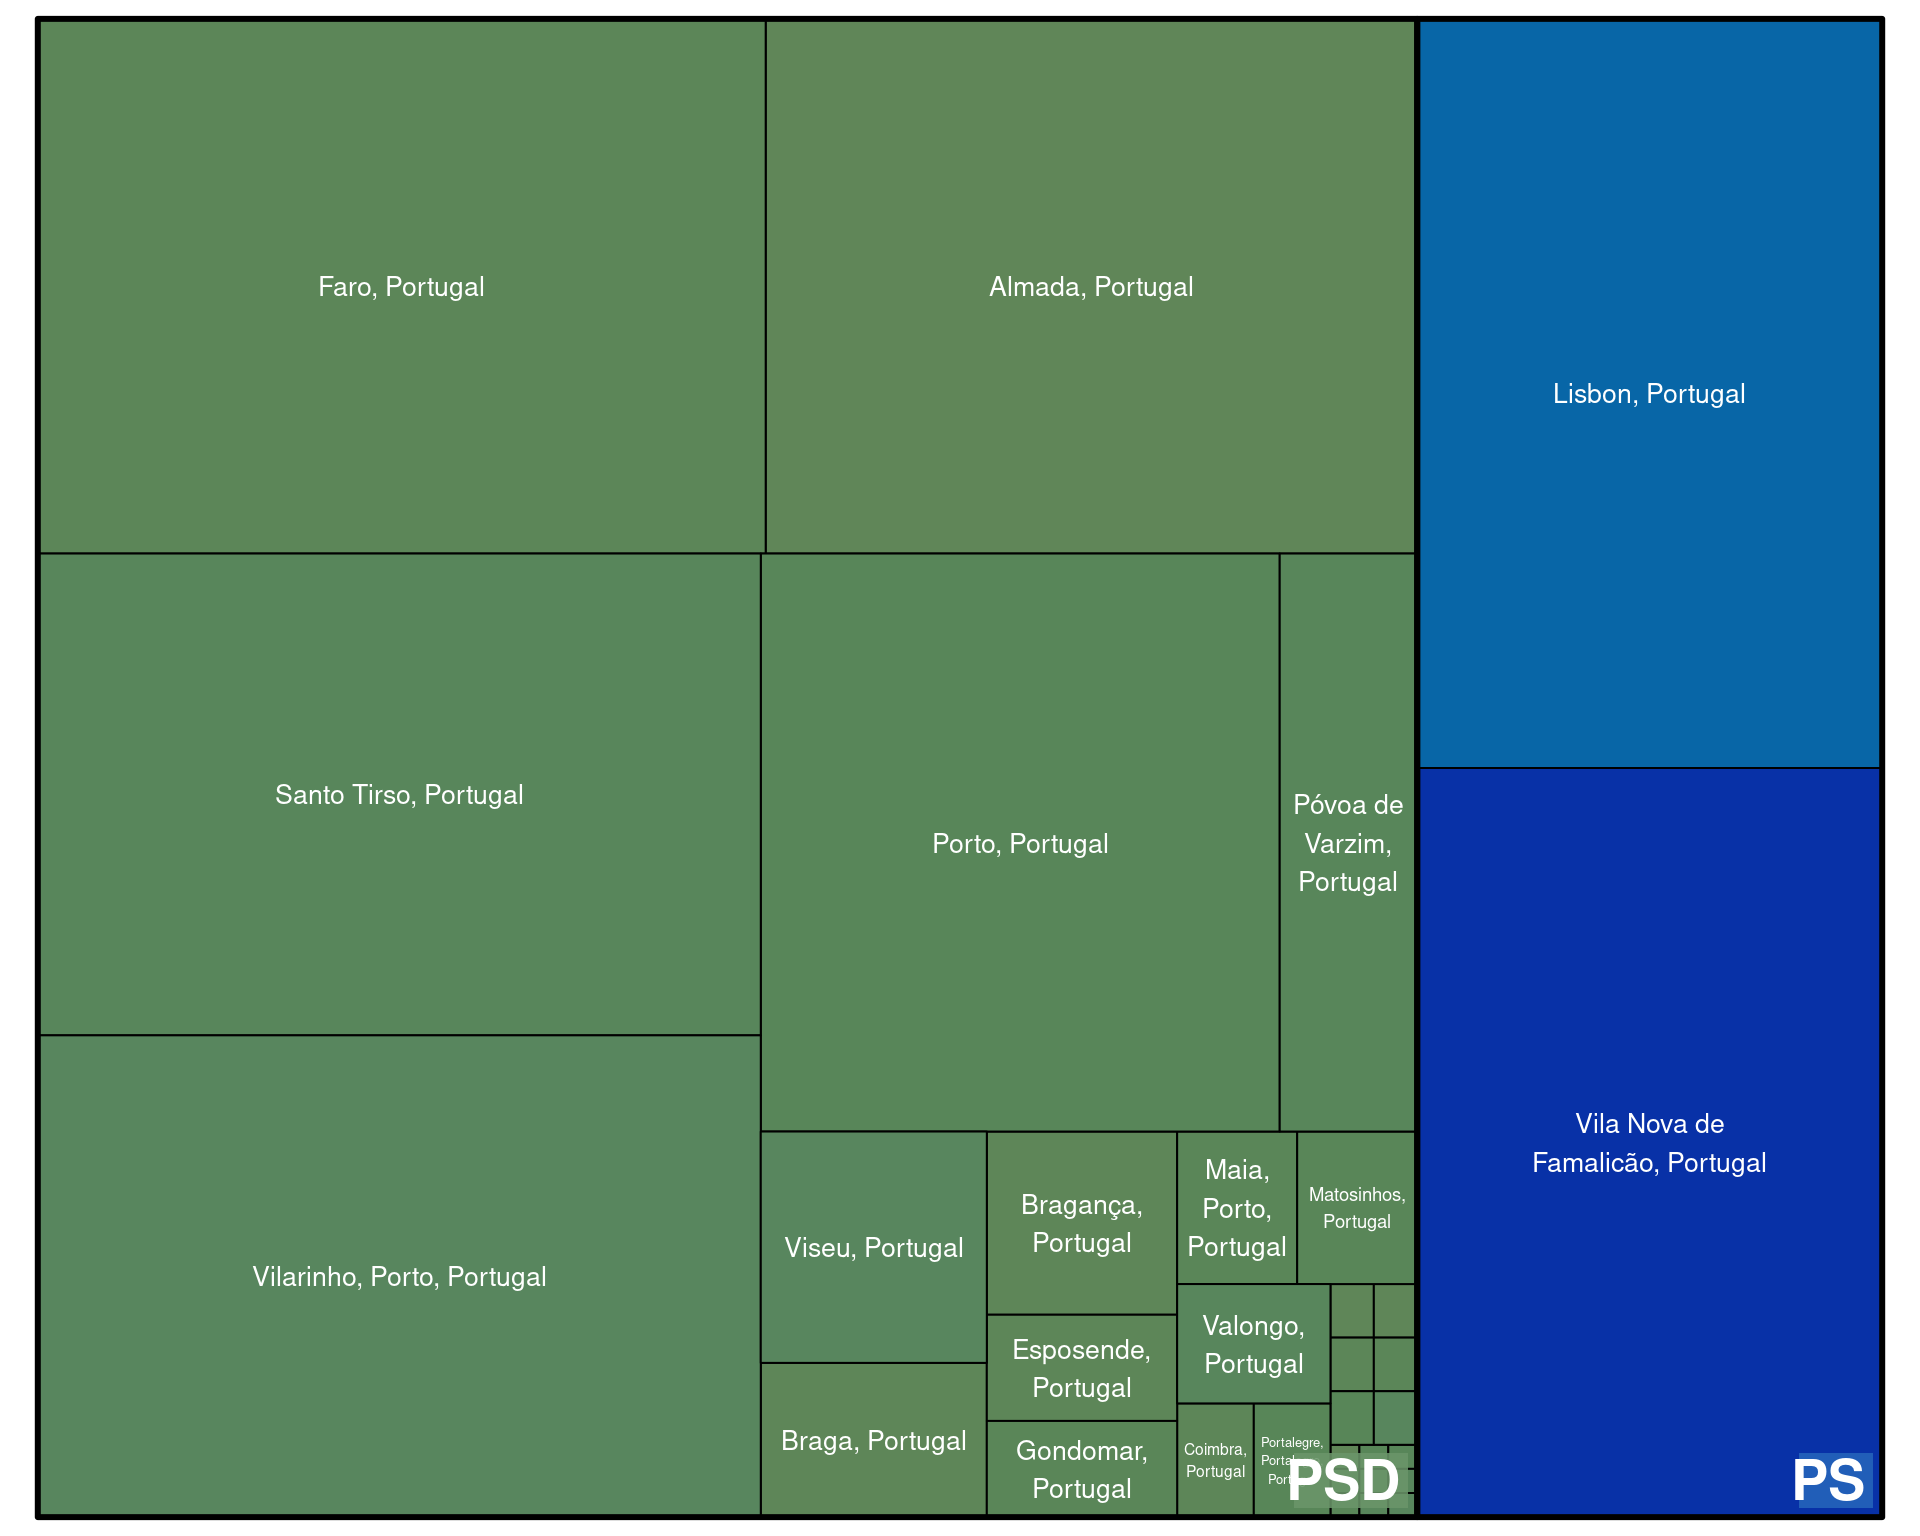 Faro, Portugal
Almada, Portugal
Lisbon, Portugal
Santo Tirso, Portugal
Porto, Portugal
Póvoa de
Varzim,
Portugal
Vila Nova de
Famalicão, Portugal
Vilarinho, Porto, Portugal
Viseu, Portugal
Bragança,
Portugal
Maia,
Porto,
Portugal
Matosinhos,
Portugal
Esposende,
Portugal
Valongo,
Portugal
Braga, Portugal
Gondomar,
Portugal
Coimbra,
Portugal
Portalegre,
PSD
PS